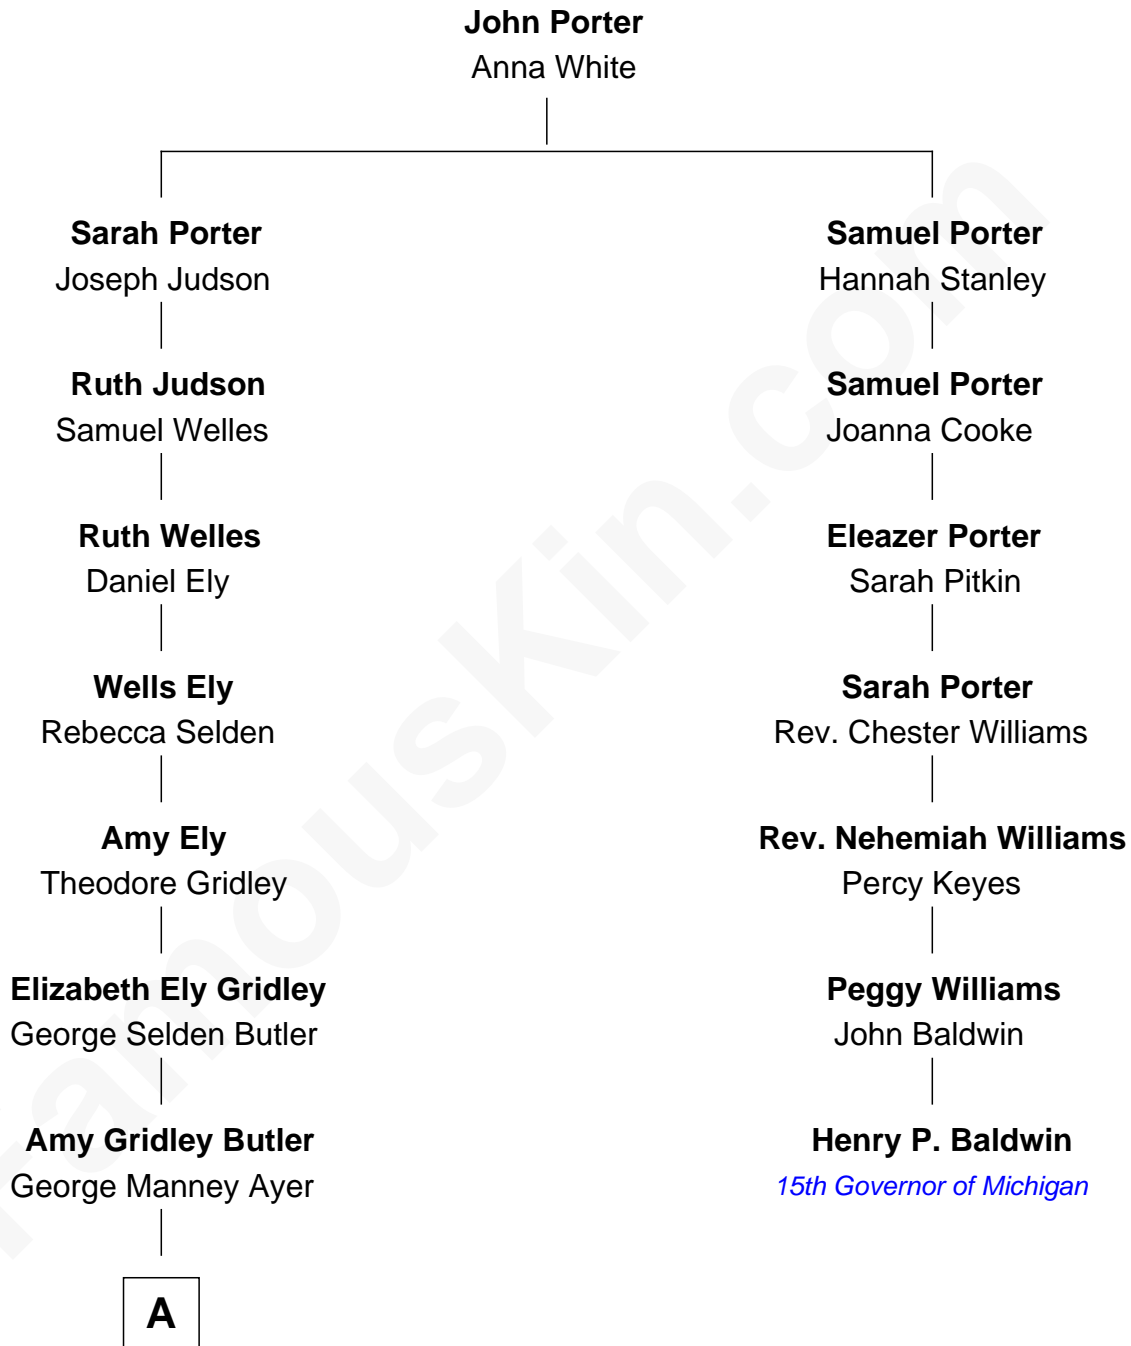 John Porter
Anna White
Sarah Porter
Joseph Judson
Samuel Porter
Hannah Stanley
Ruth Judson
Samuel Welles
Samuel Porter
Joanna Cooke
Ruth Welles
Daniel Ely
Eleazer Porter
Sarah Pitkin
Wells Ely
Rebecca Selden
Sarah Porter
Rev. Chester Williams
Amy Ely
Theodore Gridley
Rev. Nehemiah Williams
Percy Keyes
Elizabeth Ely Gridley
George Selden Butler
Peggy Williams
John Baldwin
Amy Gridley Butler
George Manney Ayer
Henry P. Baldwin
15th Governor of Michigan
A
FamousKin.com